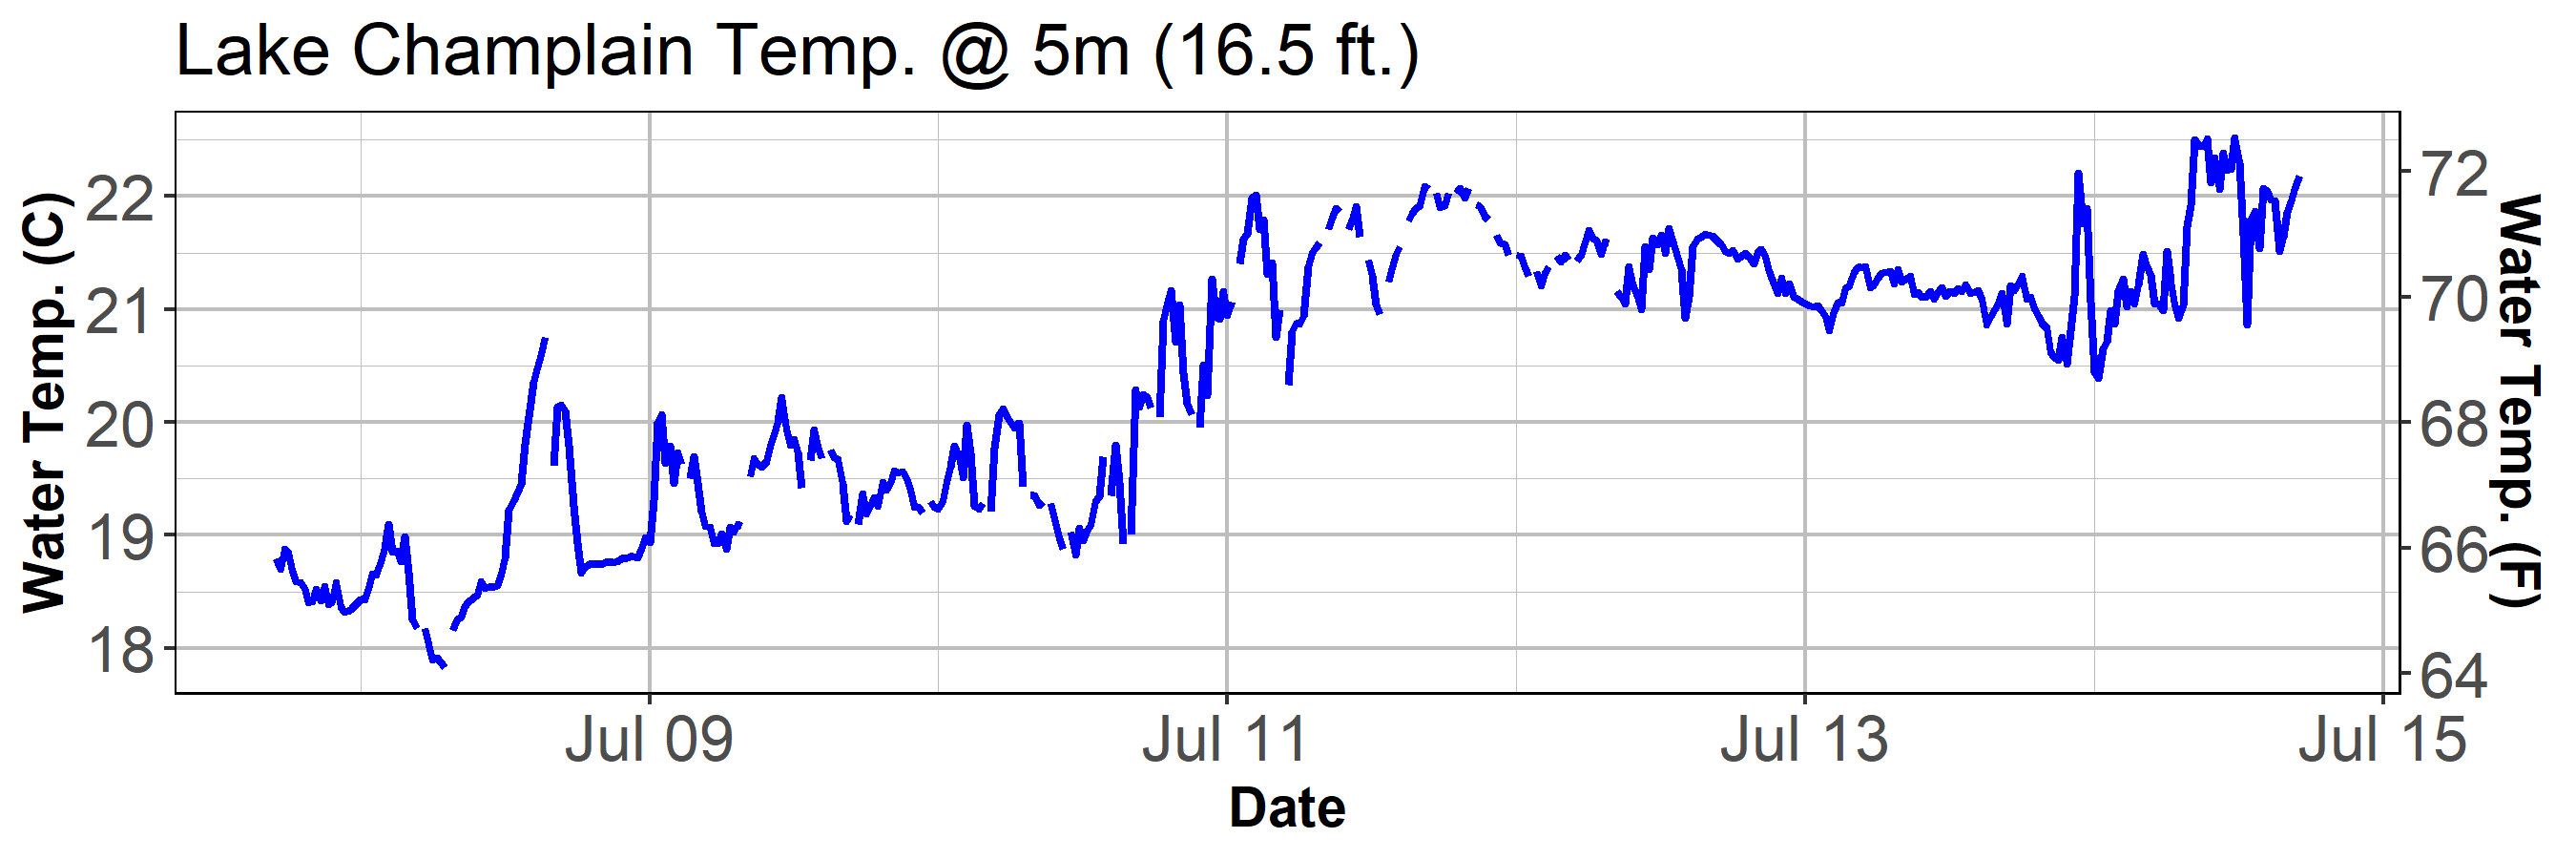 Lake Champlain Temp. @ 5m (16.5 ft.)
Water Temp. (C)
22
21
20
19
18
72
70
68
66
64
Water Temp. (F)
Jul 09 Jul 11 Jul 13 Jul 15
Date